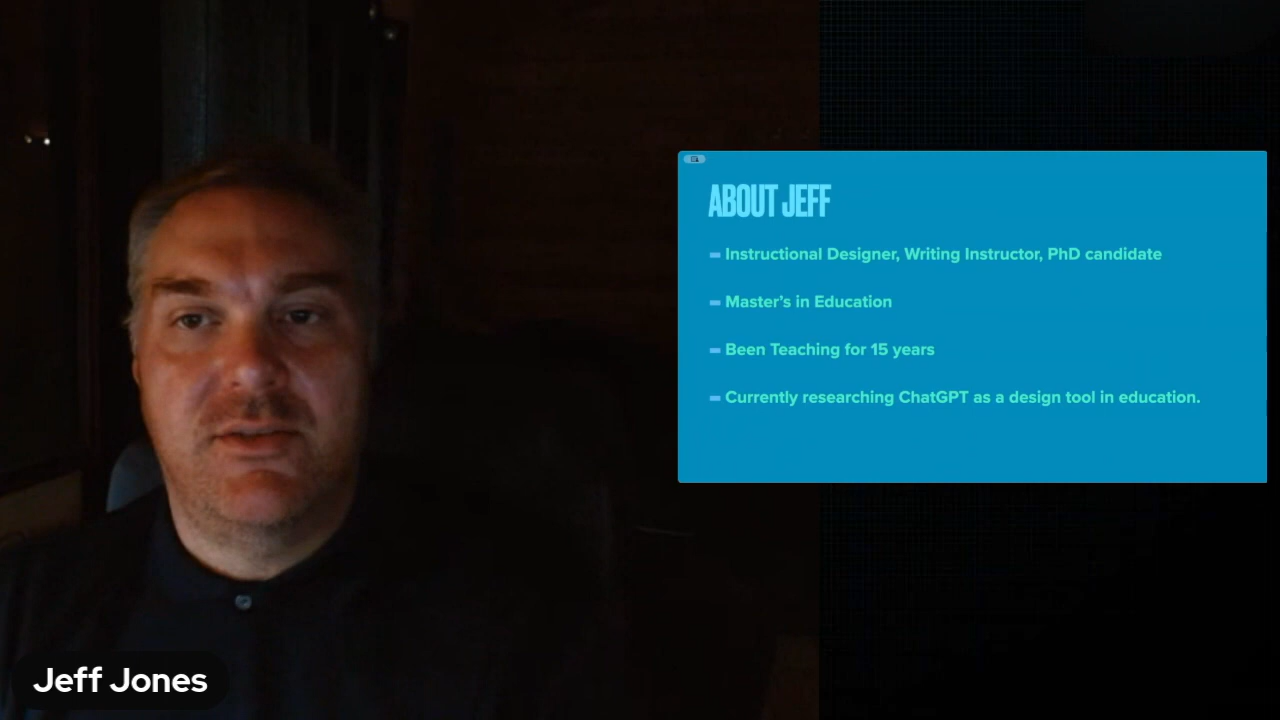 ABOUT JEFF
Instructional Designer, Writing Instructor, PhD candidate
Master's in Education
Been Teaching for 15 years
Currently researching ChatGPT as a design tool in education.
Jeff Jones